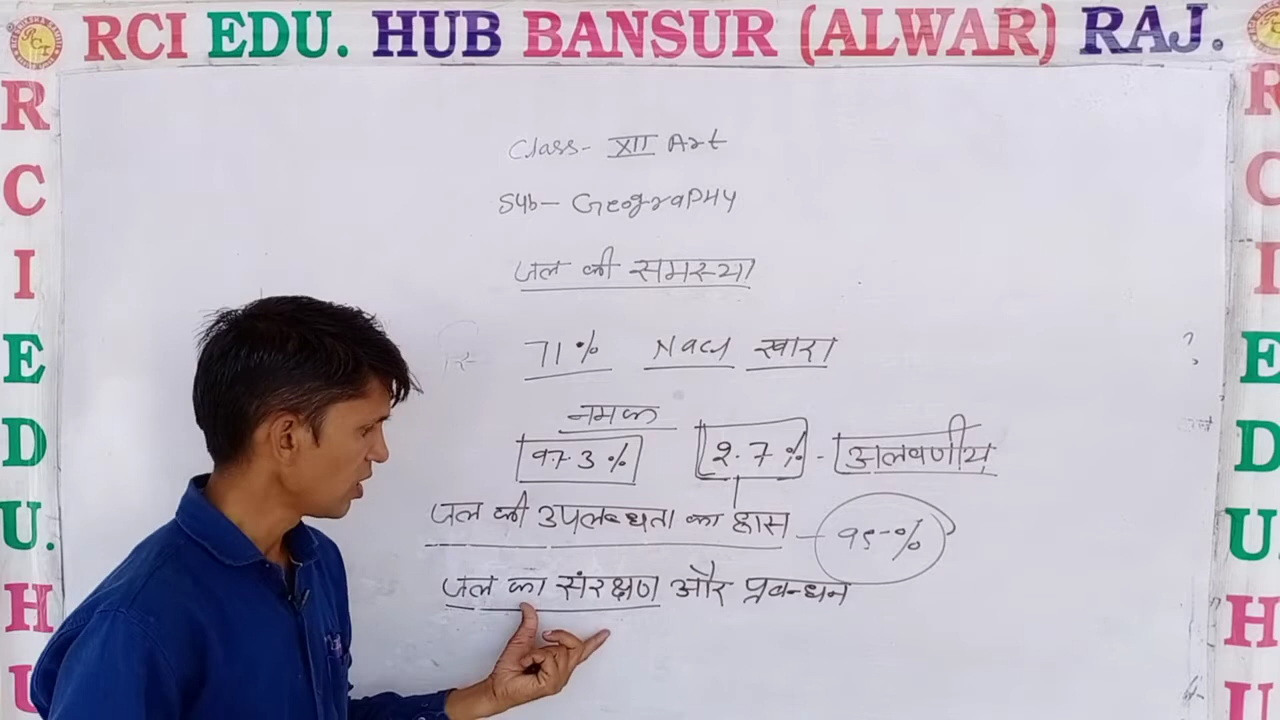 RCI EDU. HUB BANSUR (ALWAR) RAJ.
R C I E D U. H U
Class- XII Art
Sub- GeograPHy
जल की समस्या
71% Nacl खारा
नमक
97.3% 2.7% - अलवणीय
जल की उपलब्धता का ह्रास -
जल का संरक्षण और प्रबन्धन
R C I E D U H U